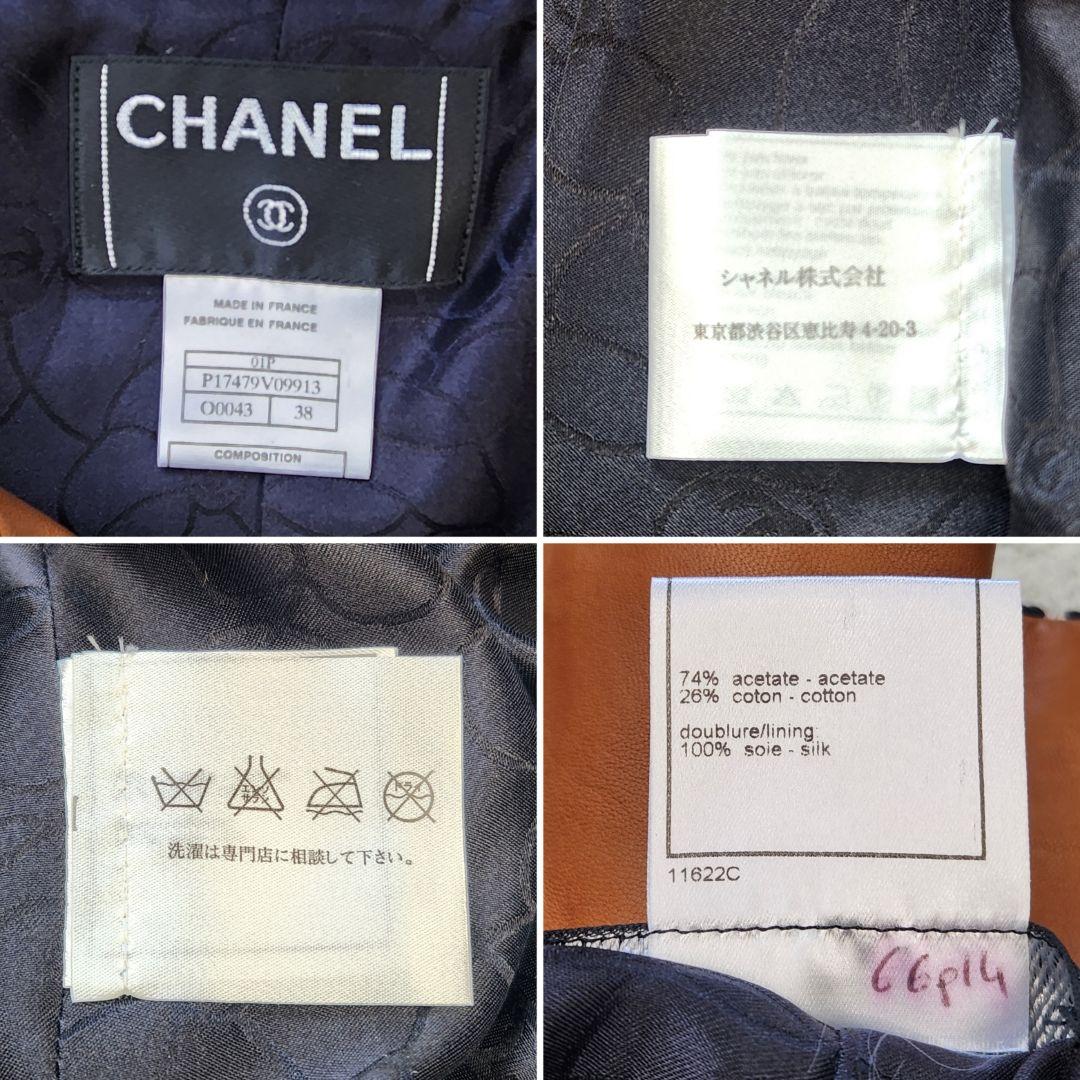 CHANEL
MADE IN FRANCE
FABRIQUE EN FRANCE
01P
P17479V09913
O0043 38
COMPOSITION
シャネル株式会社
東京都渋谷区恵比寿4-20-3
洗濯は専門店に相談して下さい。
74% acetate - acetate
26% coton - cotton
doublure/lining:
100% soie - silk
11622C
66p14